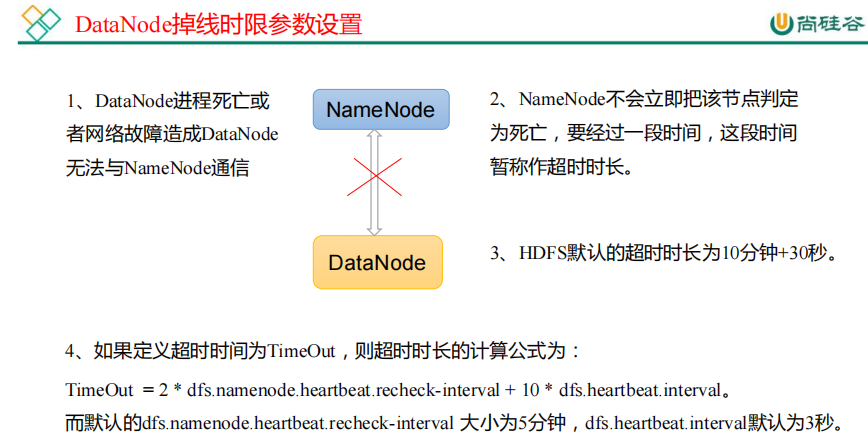 DataNode掉线时限参数设置
尚硅谷
1、DataNode进程死亡或
者网络故障造成DataNode
无法与NameNode通信
NameNode
DataNode
2、NameNode不会立即把该节点判定
为死亡，要经过一段时间，这段时间
暂称作超时时长。
3、HDFS默认的超时时长为10分钟+30秒。
4、如果定义超时时间为TimeOut，则超时时长的计算公式为：
TimeOut = 2 * dfs.namenode.heartbeat.recheck-interval + 10 * dfs.heartbeat.interval。
而默认的dfs.namenode.heartbeat.recheck-interval 大小为5分钟，dfs.heartbeat.interval默认为3秒。